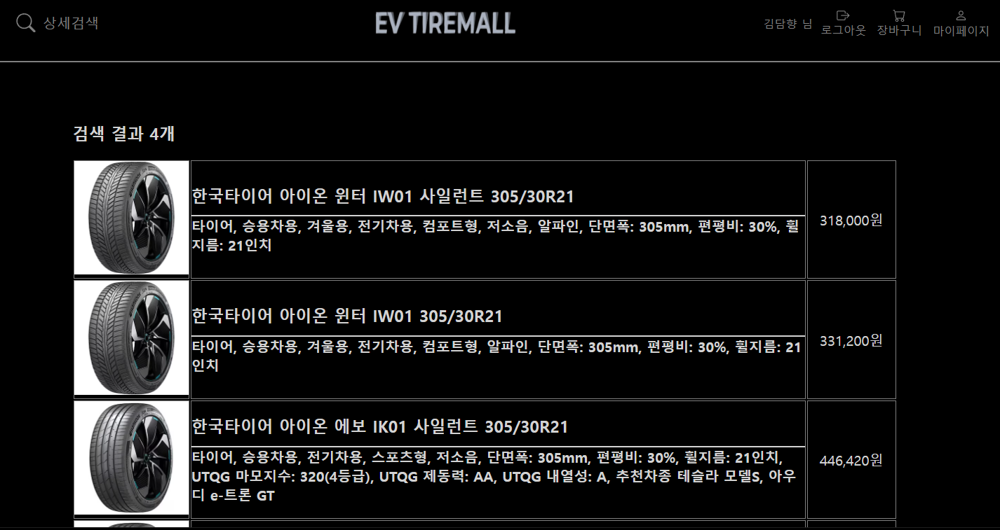 상세검색
EV TIREMALL
김담향 님
로그아웃
장바구니
마이페이지
검색 결과 4개
한국타이어 아이온 윈터 IW01 사일런트 305/30R21
타이어, 승용차용, 겨울용, 전기차용, 컴포트형, 저소음, 알파인, 단면폭: 305mm, 편평비: 30%, 휠
지름: 21인치
318,000원
한국타이어 아이온 윈터 IW01 305/30R21
타이어, 승용차용, 겨울용, 전기차용, 컴포트형, 알파인, 단면폭: 305mm, 편평비: 30%, 휠지름: 21
인치
331,200원
한국타이어 아이온 에보 IK01 사일런트 305/30R21
타이어, 승용차용, 전기차용, 스포츠형, 저소음, 단면폭: 305mm, 편평비: 30%, 휠지름: 21인치,
UTQG 마모지수: 320(4등급), UTQG 제동력: AA, UTQG 내열성: A, 추천차종 테슬라 모델S, 아우
디 e-트론 GT
446,420원